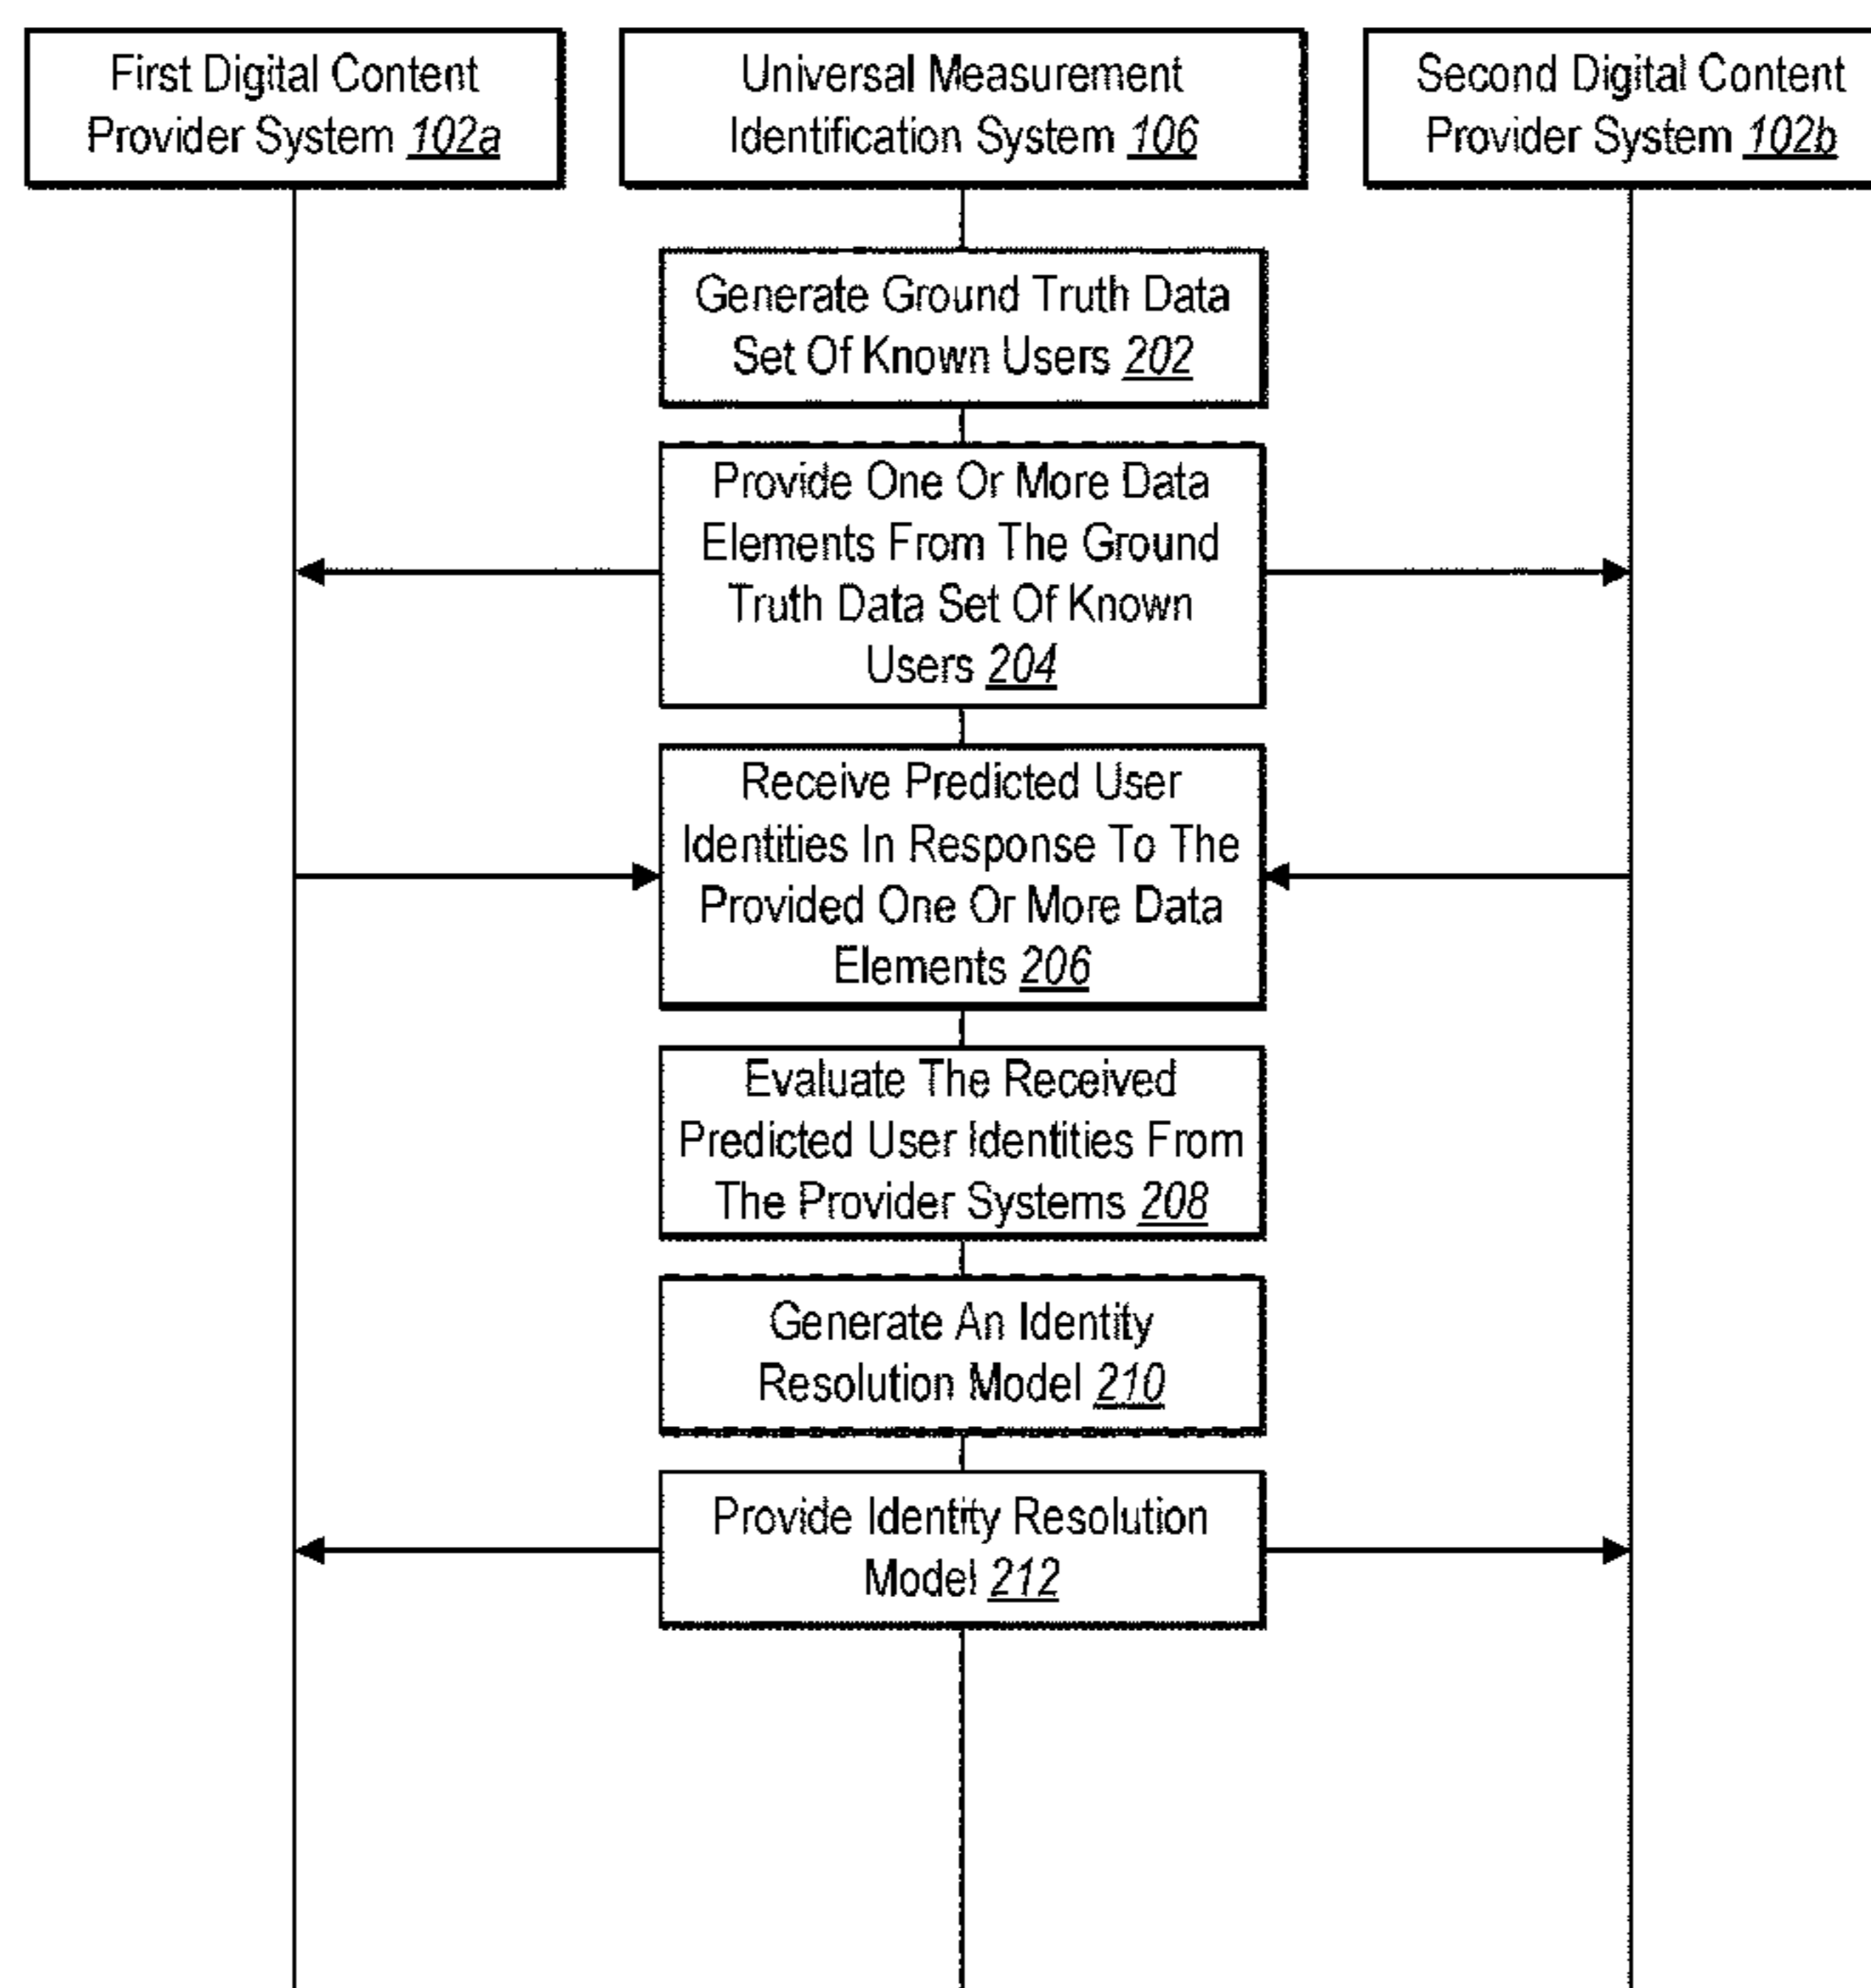 First Digital Content
Provider System 102a
Universal Measurement
Identification System 106
Second Digital Content
Provider System 102b
Generate Ground Truth Data
Set Of Known Users 202
Provide One Or More Data
Elements From The Ground
Truth Data Set Of Known
Users 204
Receive Predicted User
Identities In Response To The
Provided One Or More Data
Elements 206
Evaluate The Received
Predicted User Identities From
The Provider Systems 208
Generate An Identity
Resolution Model 210
Provide Identity Resolution
Model 212